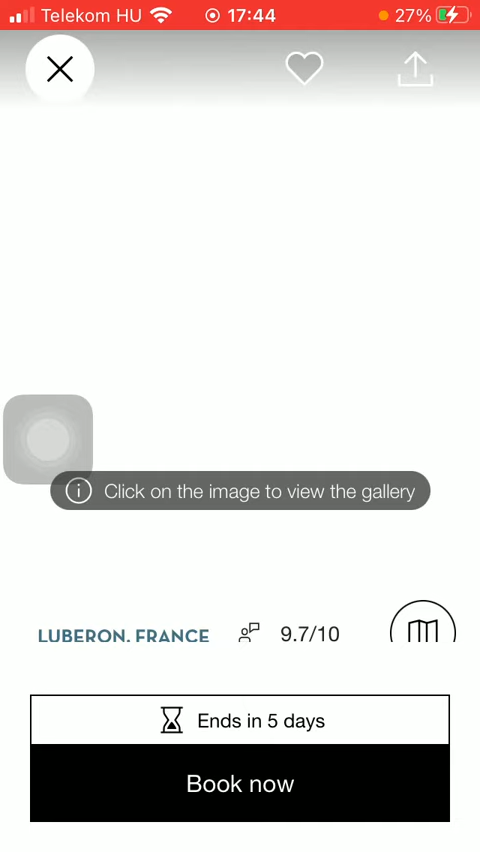 Telekom HU 17:44 27%
Click on the image to view the gallery
LUBERON, FRANCE 9.7/10
Ends in 5 days
Book now